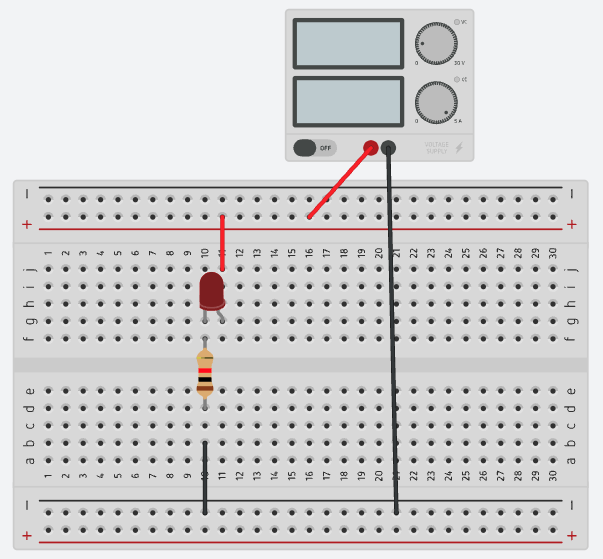 VC
0 30 V
CC
0 5 A
OFF VOLTAGE
SUPPLY
− −
+ +
1 2 3 4 5 6 7 8 9 10 11 12 13 14 15 16 17 18 19 20 21 22 23 24 25 26 27 28 29 30
j j
i i
h h
g g
f f
e e
d d
c c
b b
a a
1 2 3 4 5 6 7 8 9 10 11 12 13 14 15 16 17 18 19 20 21 22 23 24 25 26 27 28 29 30
− −
+ +